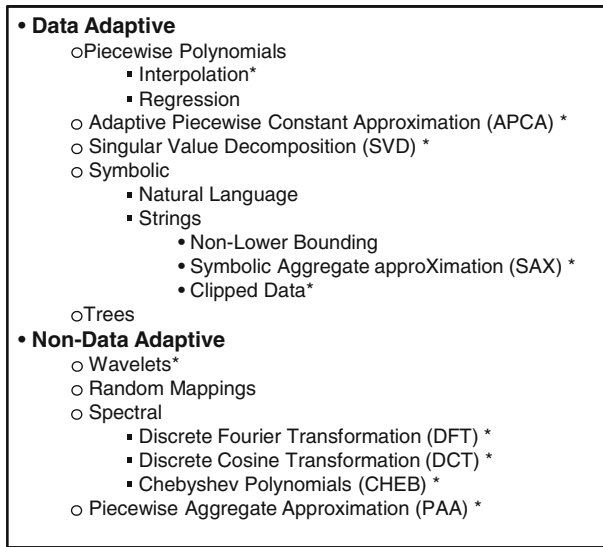 • Data Adaptive
○Piecewise Polynomials
▪ Interpolation*
▪ Regression
○ Adaptive Piecewise Constant Approximation (APCA) *
○ Singular Value Decomposition (SVD) *
○ Symbolic
▪ Natural Language
▪ Strings
• Non-Lower Bounding
• Symbolic Aggregate approXimation (SAX) *
• Clipped Data*
○Trees
• Non-Data Adaptive
○ Wavelets*
○ Random Mappings
○ Spectral
▪ Discrete Fourier Transformation (DFT) *
▪ Discrete Cosine Transformation (DCT) *
▪ Chebyshev Polynomials (CHEB) *
○ Piecewise Aggregate Approximation (PAA) *